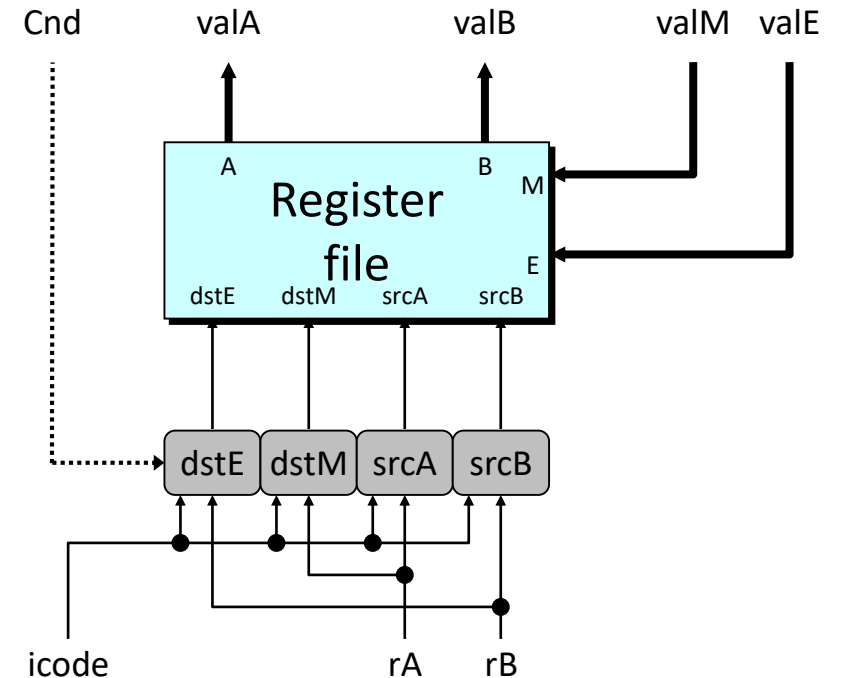 Cnd valA valB valM valE
A B
M
Register
file
E
dstE dstM srcA srcB
dstE dstM srcA srcB
icode rA rB